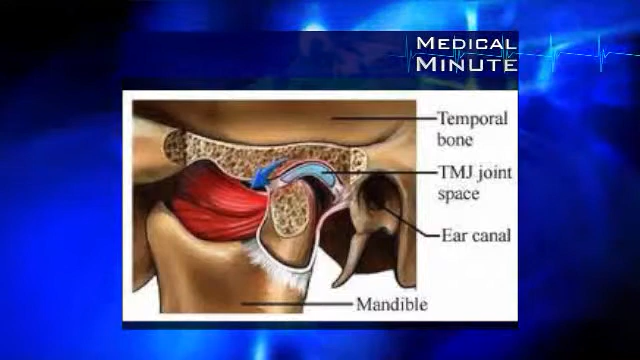 MEDICAL
MINUTE
Temporal
bone
TMJ joint
space
Ear canal
Mandible